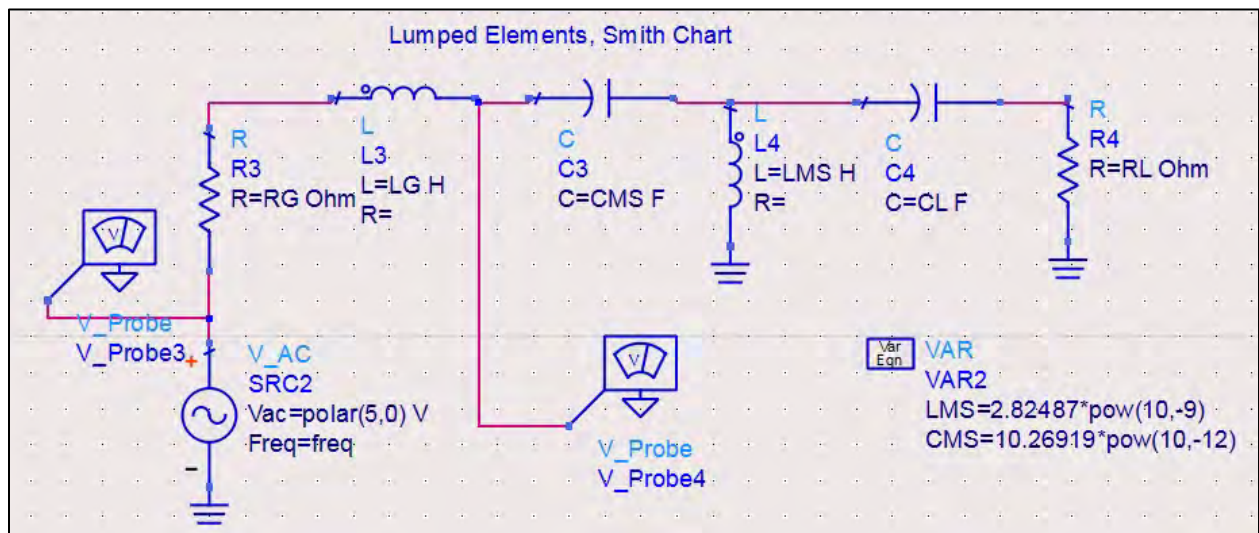 Lumped Elements, Smith Chart
R
R3
R=RG Ohm
L
L3
L=LG H
R=
C
C3
C=CMS F
L
L4
L=LMS H
R=
C
C4
C=CL F
R
R4
R=RL Ohm
V
V_Probe
V_Probe3
+
V_AC
SRC2
Vac=polar(5,0) V
Freq=freq
-
V
V_Probe
V_Probe4
Var
Eqn
VAR
VAR2
LMS=2.82487*pow(10,-9)
CMS=10.26919*pow(10,-12)